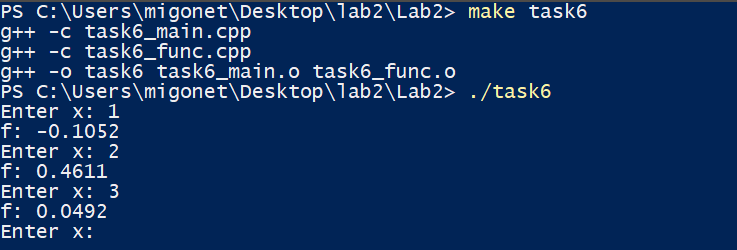 PS C:\Users\migonet\Desktop\lab2\Lab2> make task6
g++ -c task6_main.cpp
g++ -c task6_func.cpp
g++ -o task6 task6_main.o task6_func.o
PS C:\Users\migonet\Desktop\lab2\Lab2> ./task6
Enter x: 1
f: -0.1052
Enter x: 2
f: 0.4611
Enter x: 3
f: 0.0492
Enter x: